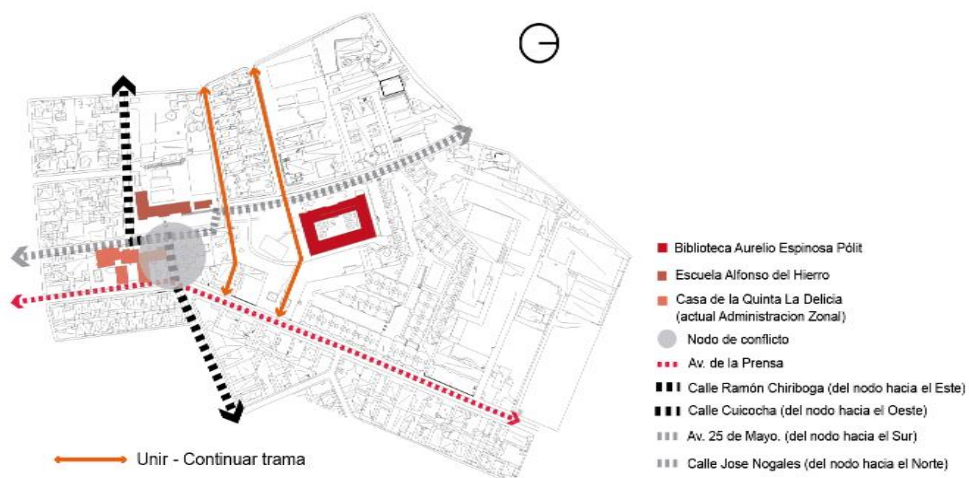 Biblioteca Aurelio Espinosa Pólit
Escuela Alfonso del Hierro
Casa de la Quinta La Delicia
(actual Administracion Zonal)
Nodo de conflicto
Av. de la Prensa
Calle Ramón Chiriboga (del nodo hacia el Este)
Calle Cuicocha (del nodo hacia el Oeste)
Av. 25 de Mayo. (del nodo hacia el Sur)
Calle Jose Nogales (del nodo hacia el Norte)
Unir - Continuar trama